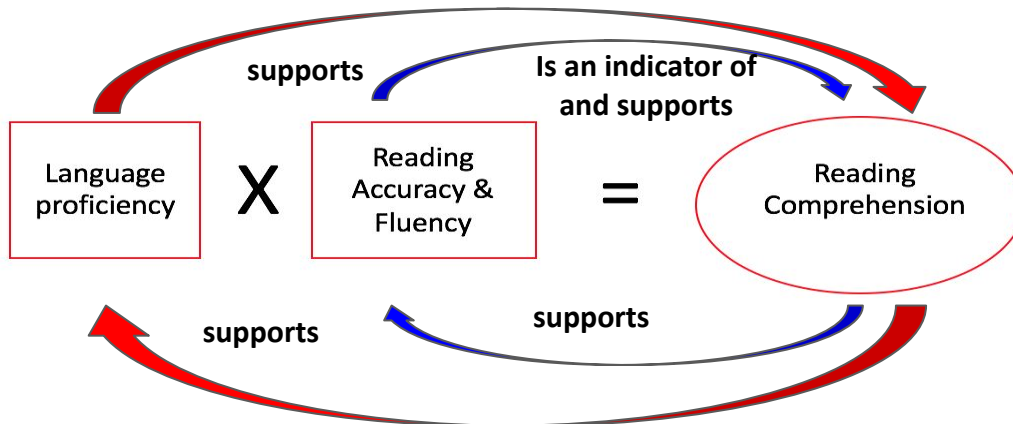 supports
Is an indicator of
and supports
Language
proficiency
X
Reading
Accuracy &
Fluency
=
Reading
Comprehension
supports
supports